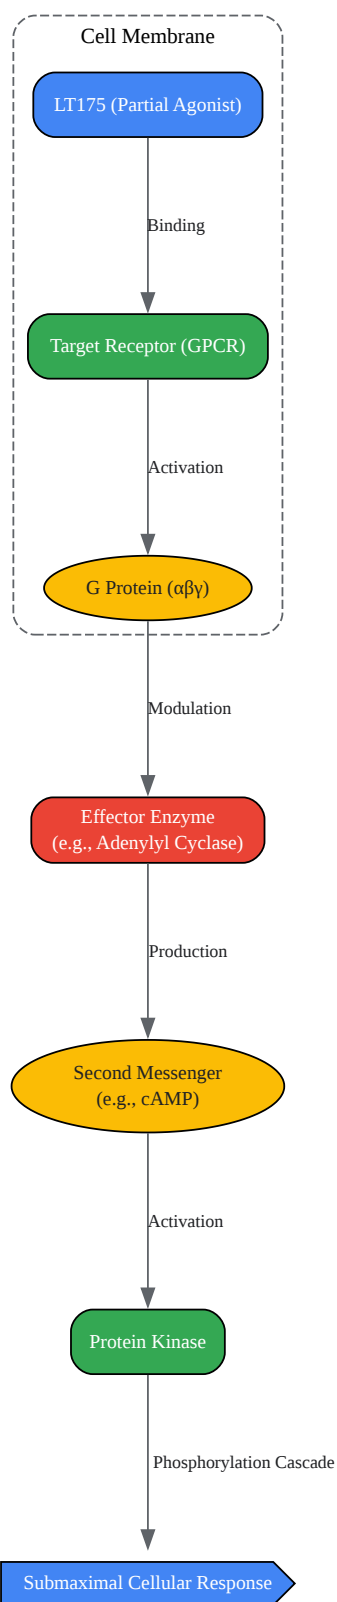 Cell Membrane
LT175 (Partial Agonist)
Binding
Target Receptor (GPCR)
Activation
G Protein (αβγ)
Modulation
Effector Enzyme
(e.g., Adenylyl Cyclase)
Production
Second Messenger
(e.g., cAMP)
Activation
Protein Kinase
Phosphorylation Cascade
Submaximal Cellular Response